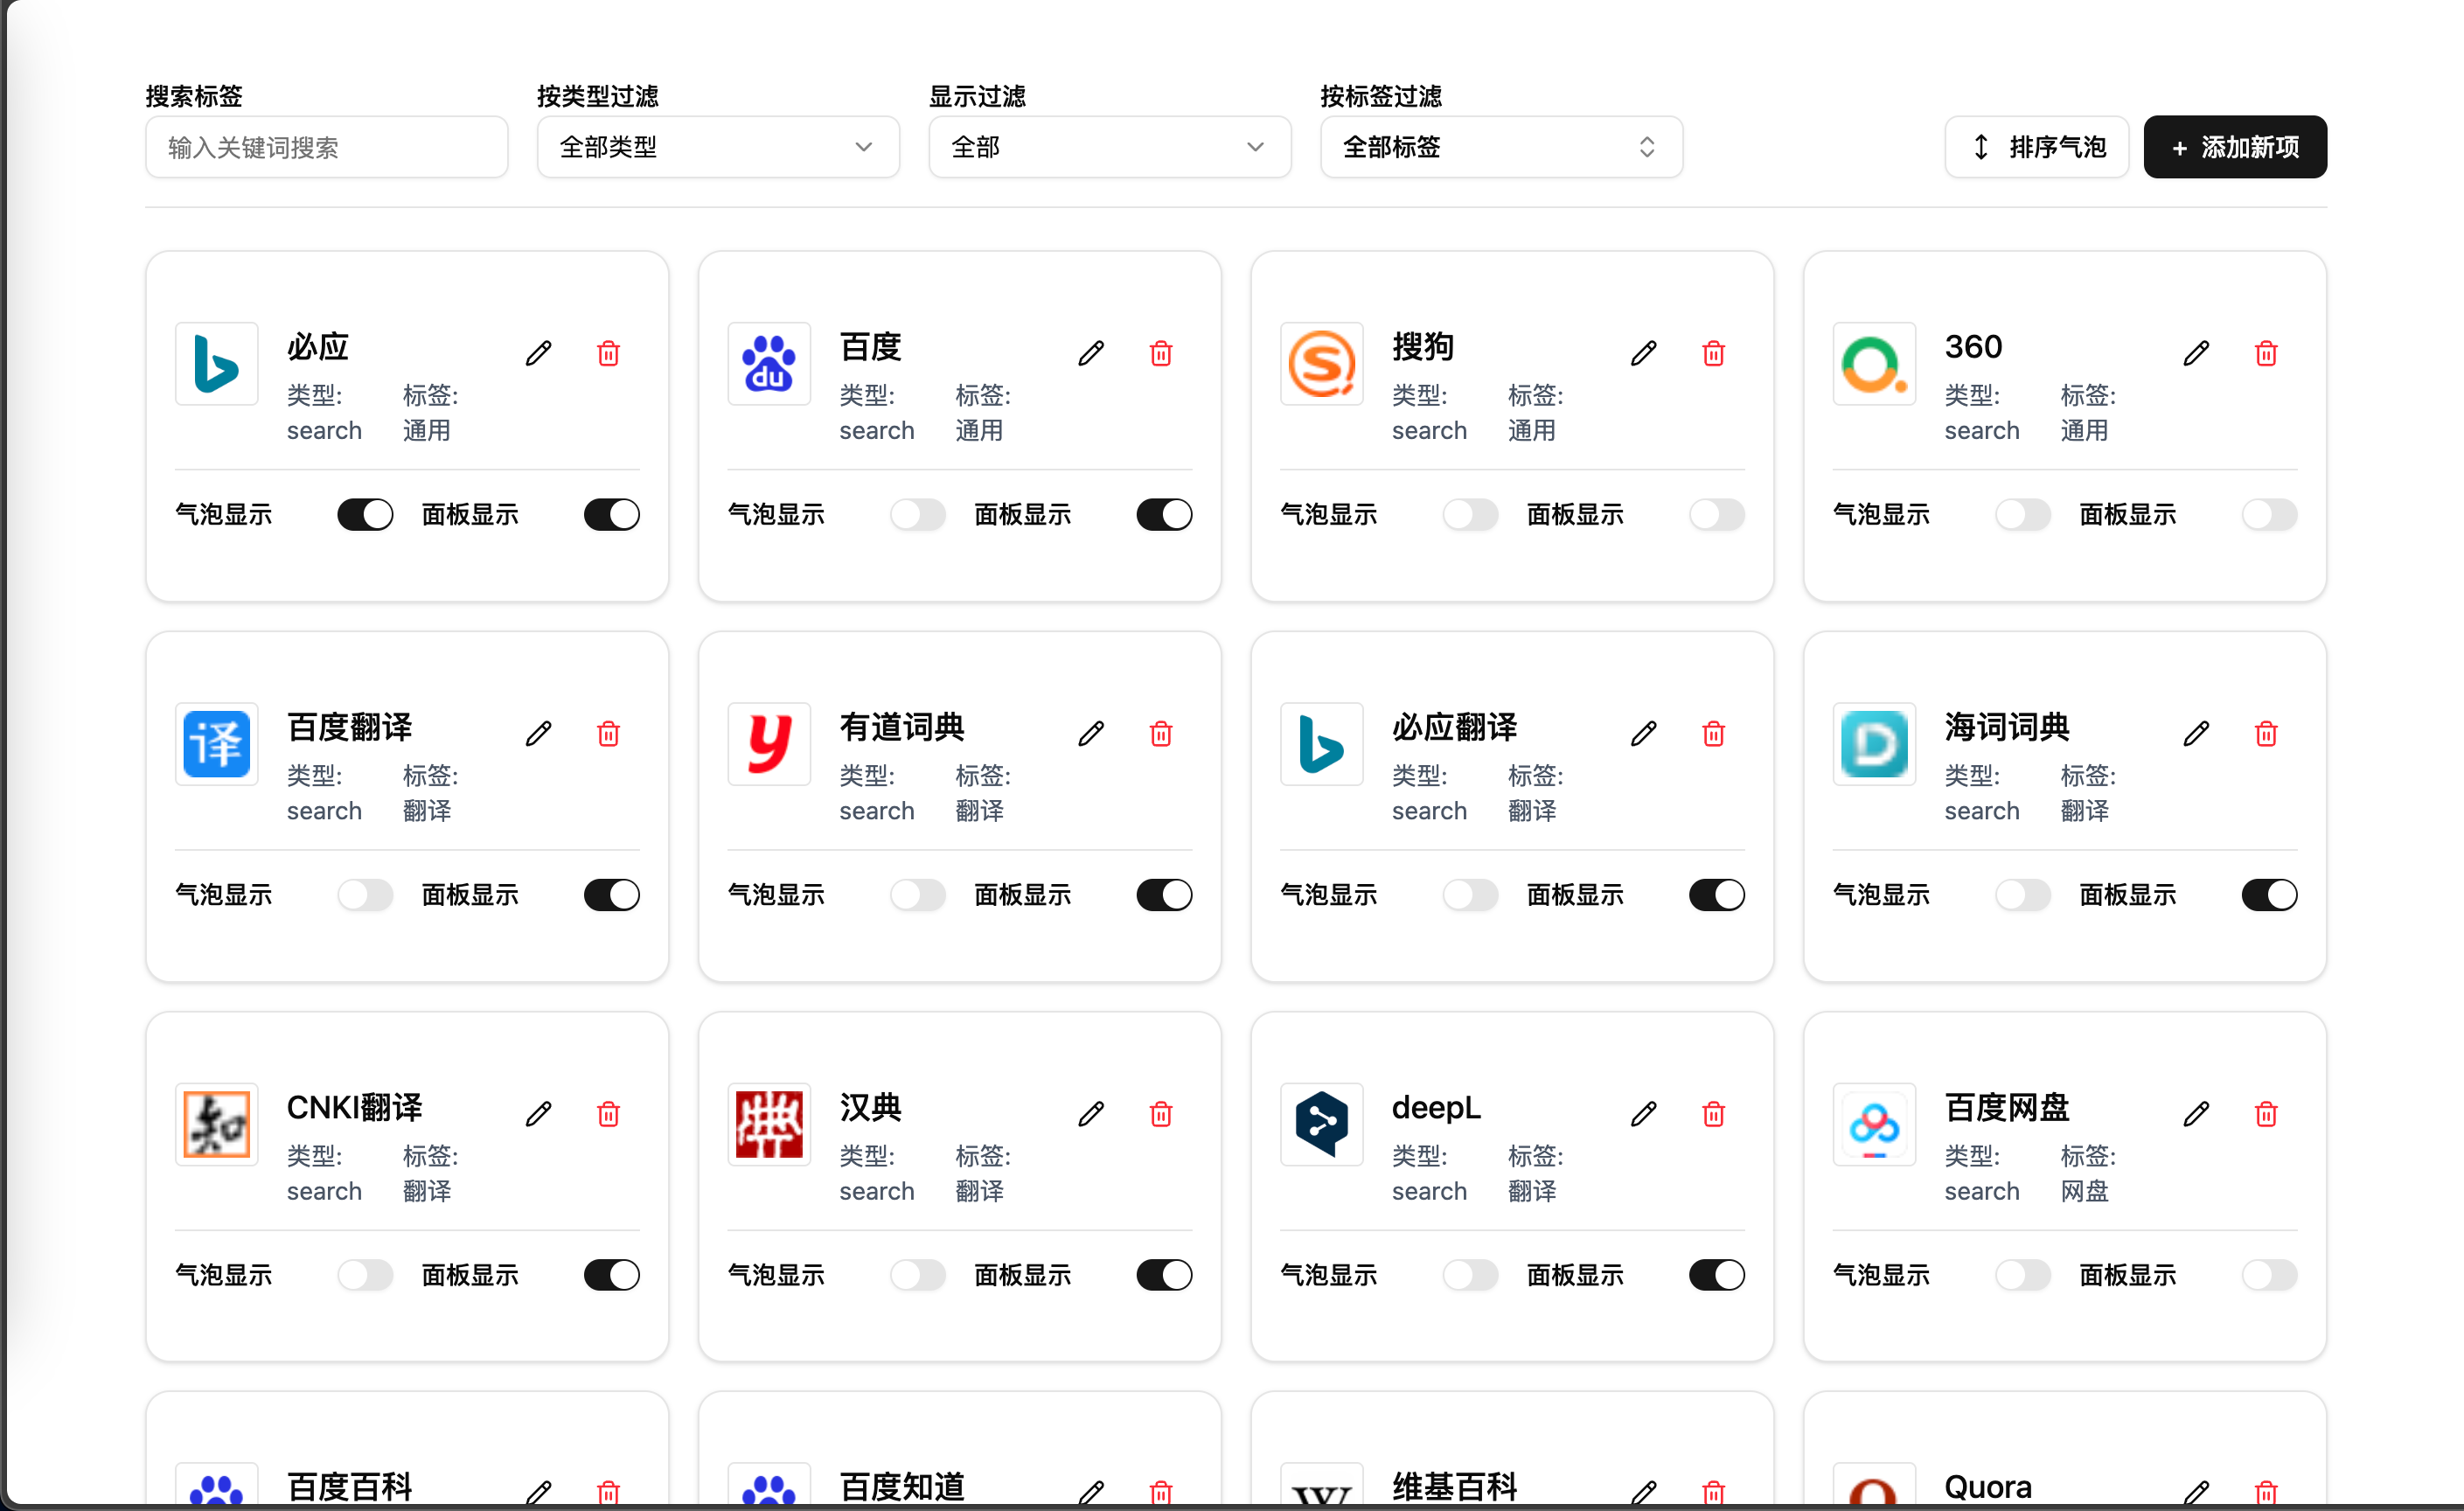 搜索标签
按类型过滤
显示过滤
按标签过滤
输入关键词搜索
全部类型
全部
全部标签
排序气泡
+ 添加新项
必应
类型: 标签:
search 通用
气泡显示 面板显示
du
百度
类型: 标签:
search 通用
气泡显示 面板显示
S
搜狗
类型: 标签:
search 通用
气泡显示 面板显示
360
类型: 标签:
search 通用
气泡显示 面板显示
译
百度翻译
类型: 标签:
search 翻译
气泡显示 面板显示
y
有道词典
类型: 标签:
search 翻译
气泡显示 面板显示
必应翻译
类型: 标签:
search 翻译
气泡显示 面板显示
D
海词词典
类型: 标签:
search 翻译
气泡显示 面板显示
知
CNKI翻译
类型: 标签:
search 翻译
气泡显示 面板显示
汉典
类型: 标签:
search 翻译
气泡显示 面板显示
deepL
类型: 标签:
search 翻译
气泡显示 面板显示
百度网盘
类型: 标签:
search 网盘
气泡显示 面板显示
百度百科
百度知道
W
维基百科
Quora